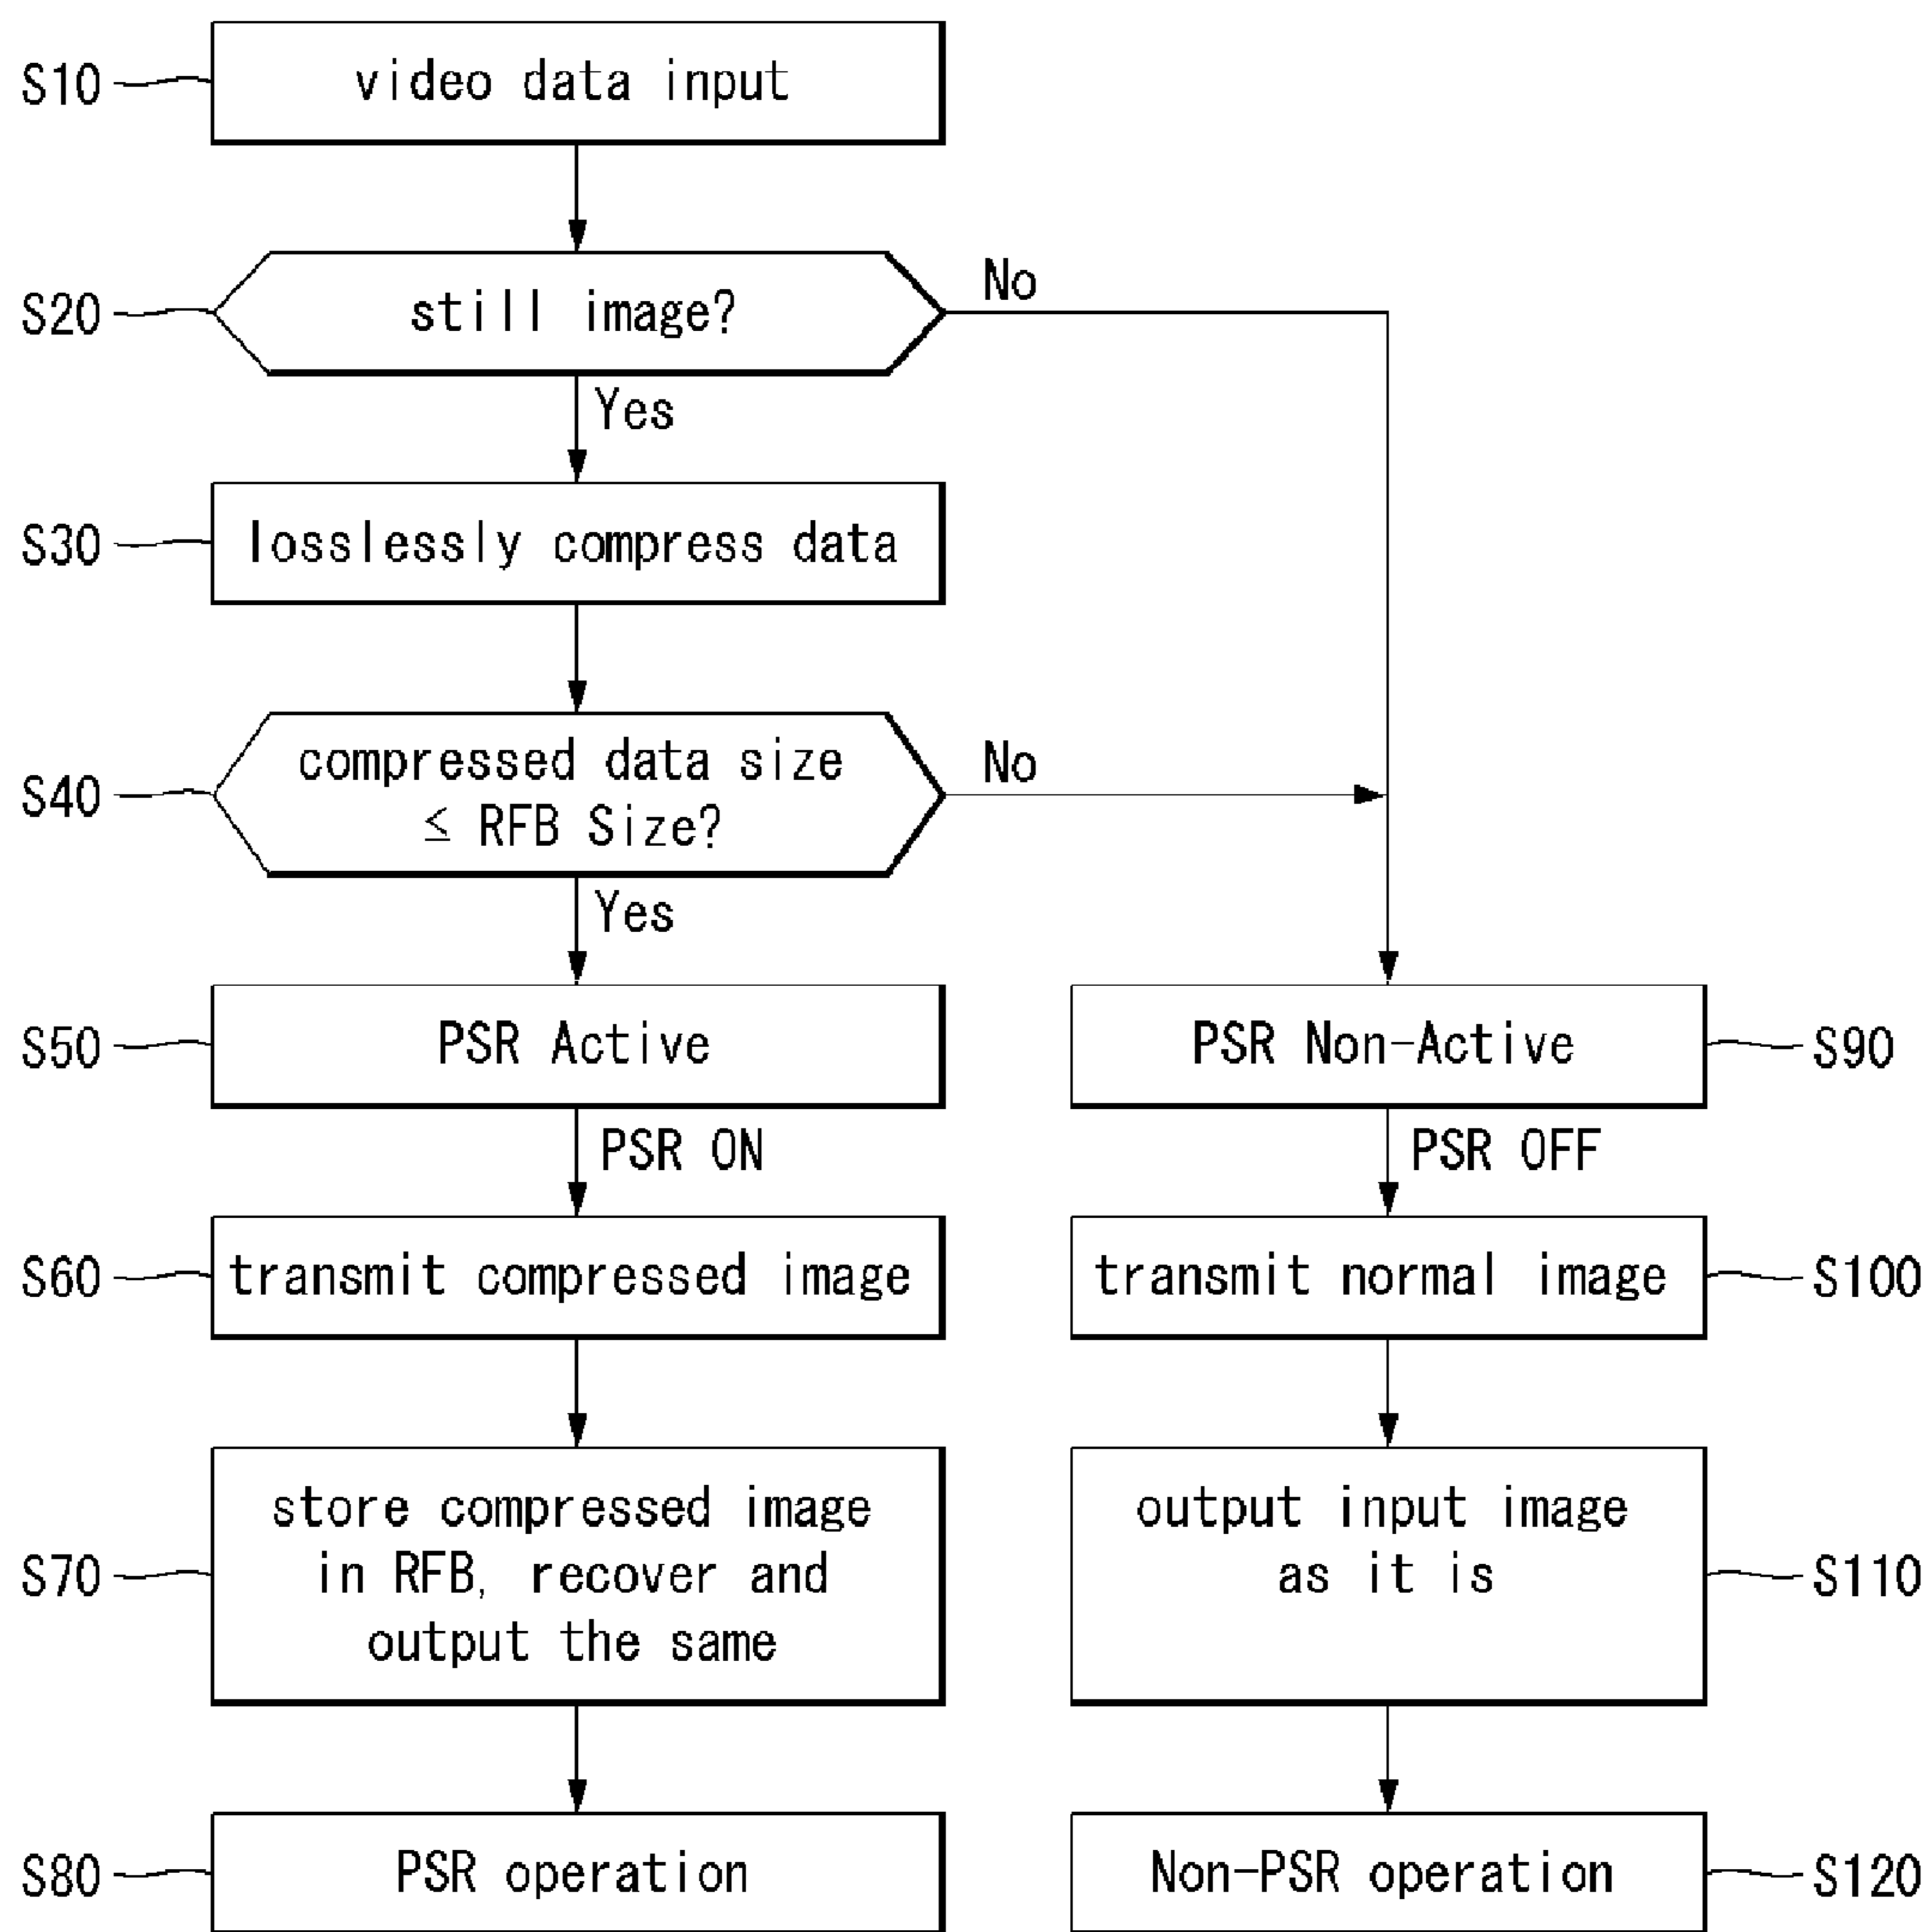 S10
video data input
S20
still image?
No
Yes
S30
losslessly compress data
S40
compressed data size
≤ RFB Size?
No
Yes
S50
PSR Active
PSR Non-Active
S90
PSR ON
PSR OFF
S60
transmit compressed image
transmit normal image
S100
S70
store compressed image
in RFB, recover and
output the same
output input image
as it is
S110
S80
PSR operation
Non-PSR operation
S120